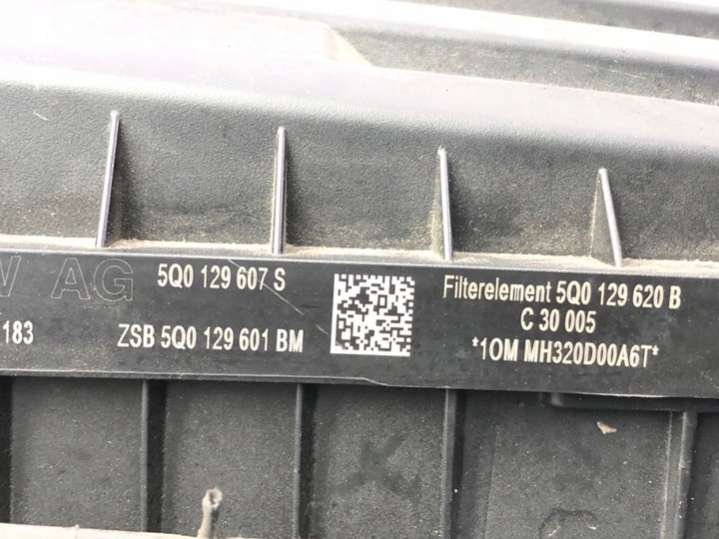 AG
5Q0 129 607 S
183
ZSB 5Q0 129 601 BM
Filterelement 5Q0 129 620 B
C 30 005
*1OM MH320D00A6T*